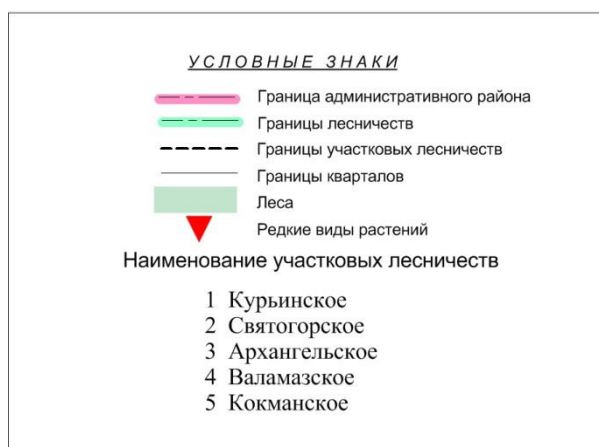 УСЛОВНЫЕ ЗНАКИ
Граница административного района
Границы лесничеств
Границы участковых лесничеств
Границы кварталов
Леса
Редкие виды растений
Наименование участковых лесничеств
1 Курьинское
2 Святогорское
3 Архангельское
4 Валамазское
5 Кокманское